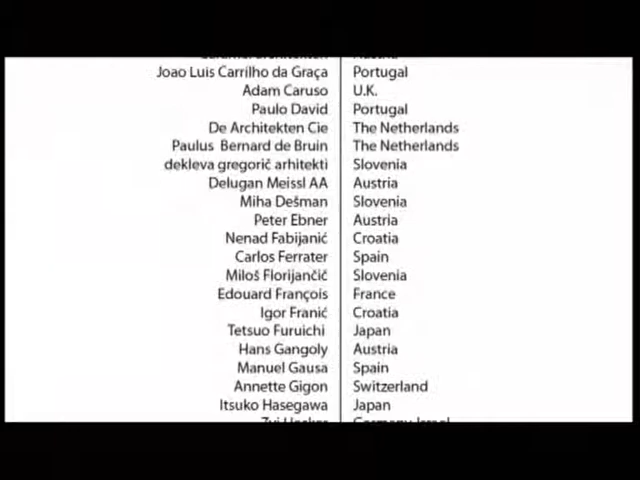 Joao Luis Carrilho da Graça Portugal
Adam Caruso U.K.
Paulo David Portugal
De Architekten Cie The Netherlands
Paulus Bernard de Bruin The Netherlands
dekleva gregorič arhitekti Slovenia
Delugan Meissl AA Austria
Miha Dešman Slovenia
Peter Ebner Austria
Nenad Fabijanić Croatia
Carlos Ferrater Spain
Miloš Florijančič Slovenia
Edouard François France
Igor Franić Croatia
Tetsuo Furuichi Japan
Hans Gangoly Austria
Manuel Gausa Spain
Annette Gigon Switzerland
Itsuko Hasegawa Japan